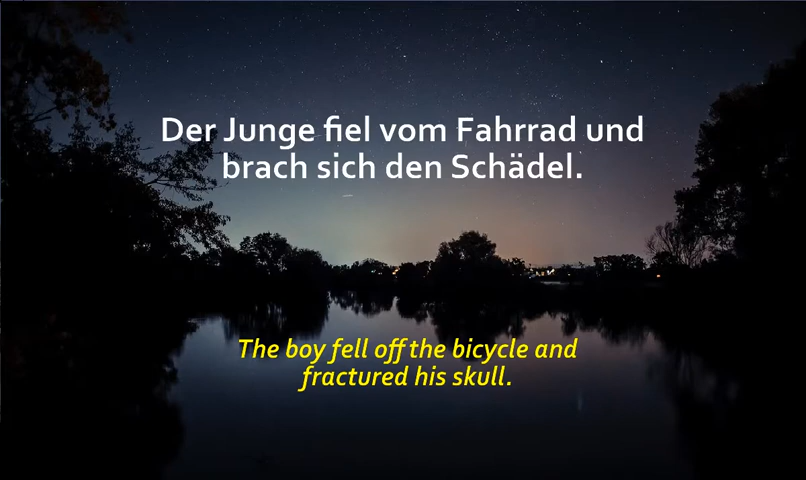 Der Junge fiel vom Fahrrad und
brach sich den Schädel.
The boy fell off the bicycle and
fractured his skull.